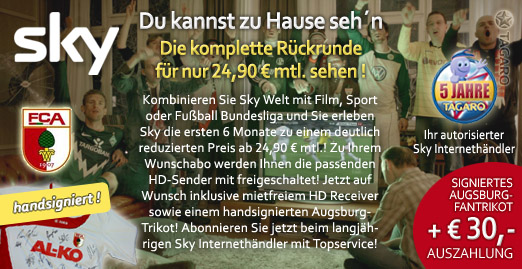 sky
Du kannst zu Hause seh´n
Die komplette Rückrunde
für nur 24,90 € mtl. sehen !
TAGARO
5 JAHRE
TAGARO
FCA
1907
Ihr autorisierter
Sky Internethändler
Kombinieren Sie Sky Welt mit Film, Sport
oder Fußball Bundesliga und Sie erleben
Sky die ersten 6 Monate zu einem deutlich
reduzierten Preis ab 24,90 € mtl.! Zu Ihrem
Wunschabo werden Ihnen die passenden
HD-Sender mit freigeschaltet! Jetzt auf
Wunsch inklusive mietfreiem HD Receiver
sowie einem handsignierten Augsburg-
Trikot! Abonnieren Sie jetzt beim langjäh-
rigen Sky Internethändler mit Topservice!
handsigniert !
AL-KO
SIGNIERTES
AUGSBURG-
FANTRIKOT
+ € 30,-
AUSZAHLUNG